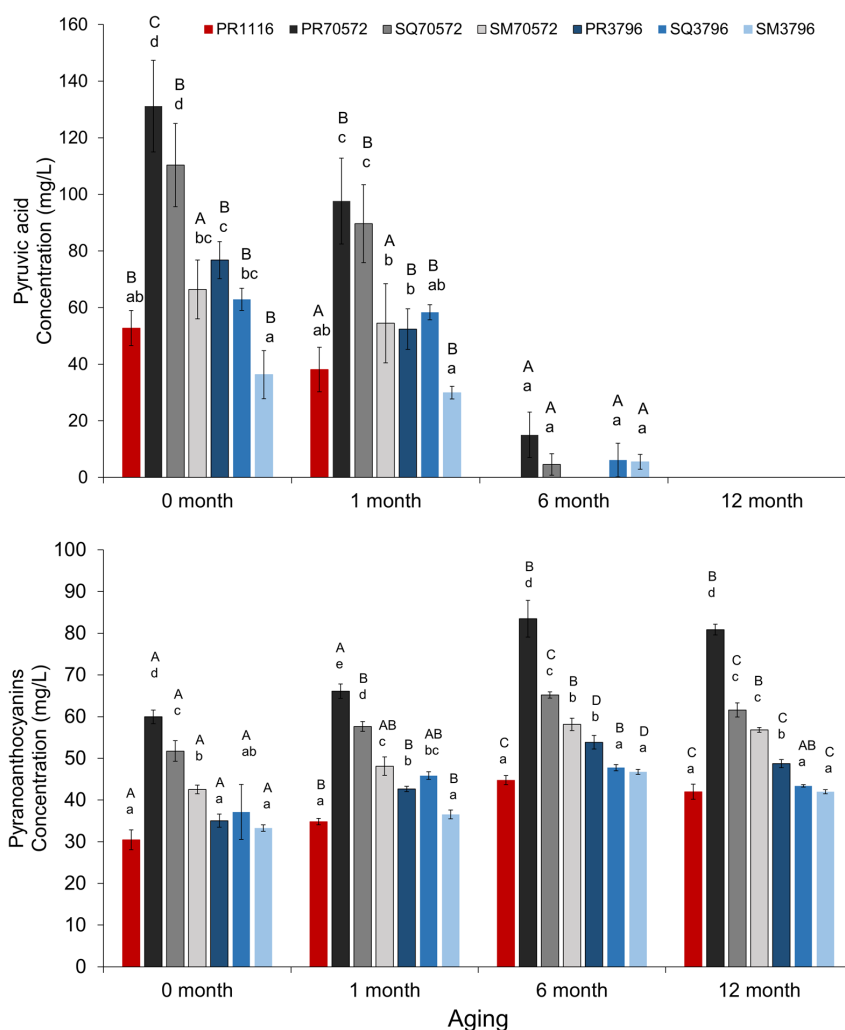 160
140
120
100
80
60
40
20
0
Pyruvic acid
Concentration (mg/L)
PR1116 PR70572 SQ70572 SM70572 PR3796 SQ3796 SM3796
C
d
B
d
B
ab
A
bc
B
c
B
bc
B
a
A
ab
B
c
B
c
A
b
B
b
B
ab
B
a
A
a
A
a
A
a
A
a
0 month 1 month 6 month 12 month
100
90
80
70
60
50
40
30
20
10
0
Pyranoanthocyanins
Concentration (mg/L)
A
a
A
d
A
c
A
b
A
a
A
ab
A
a
B
a
A
e
B
d
AB
c
B
b
AB
bc
B
a
C
a
B
d
C
c
B
b
D
b
B
a
D
a
C
a
B
d
C
c
B
c
C
b
AB
a
C
a
0 month 1 month 6 month 12 month
Aging